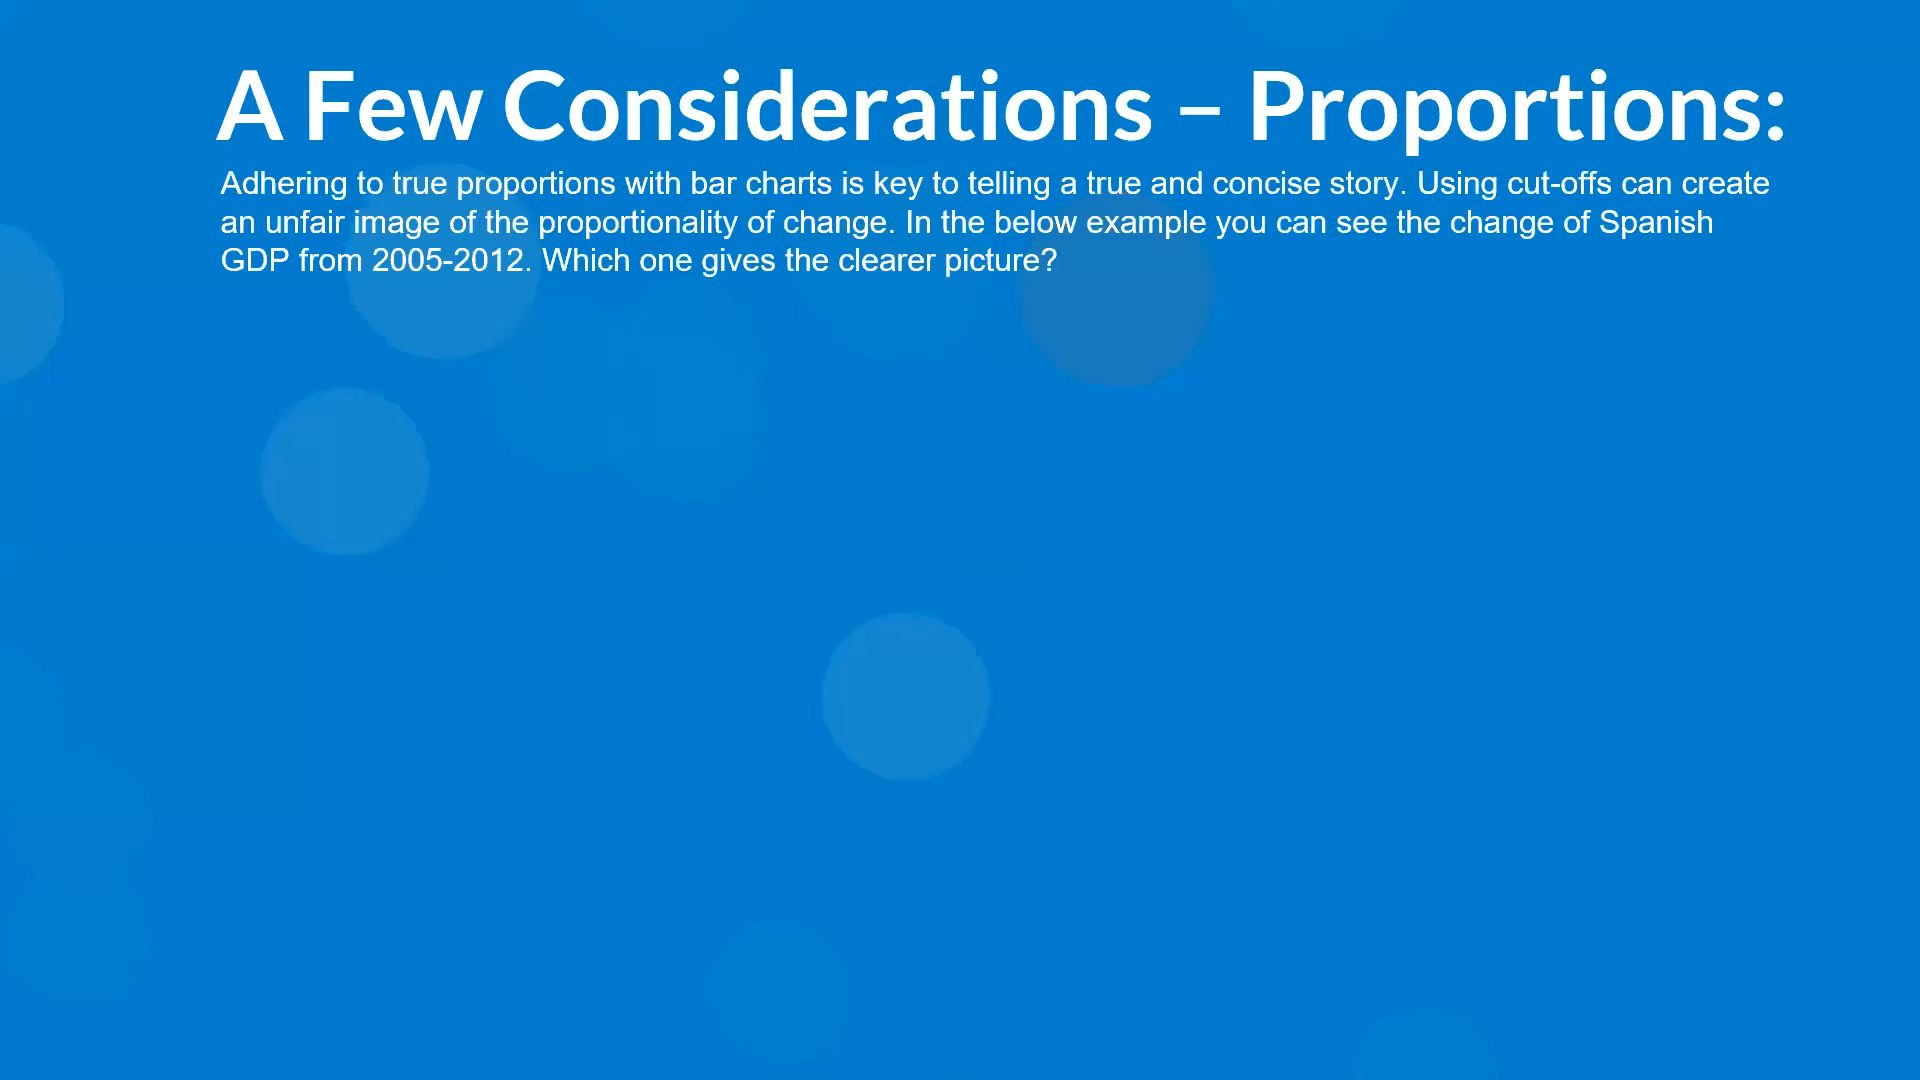 A Few Considerations – Proportions:
Adhering to true proportions with bar charts is key to telling a true and concise story. Using cut-offs can create
an unfair image of the proportionality of change. In the below example you can see the change of Spanish
GDP from 2005-2012. Which one gives the clearer picture?